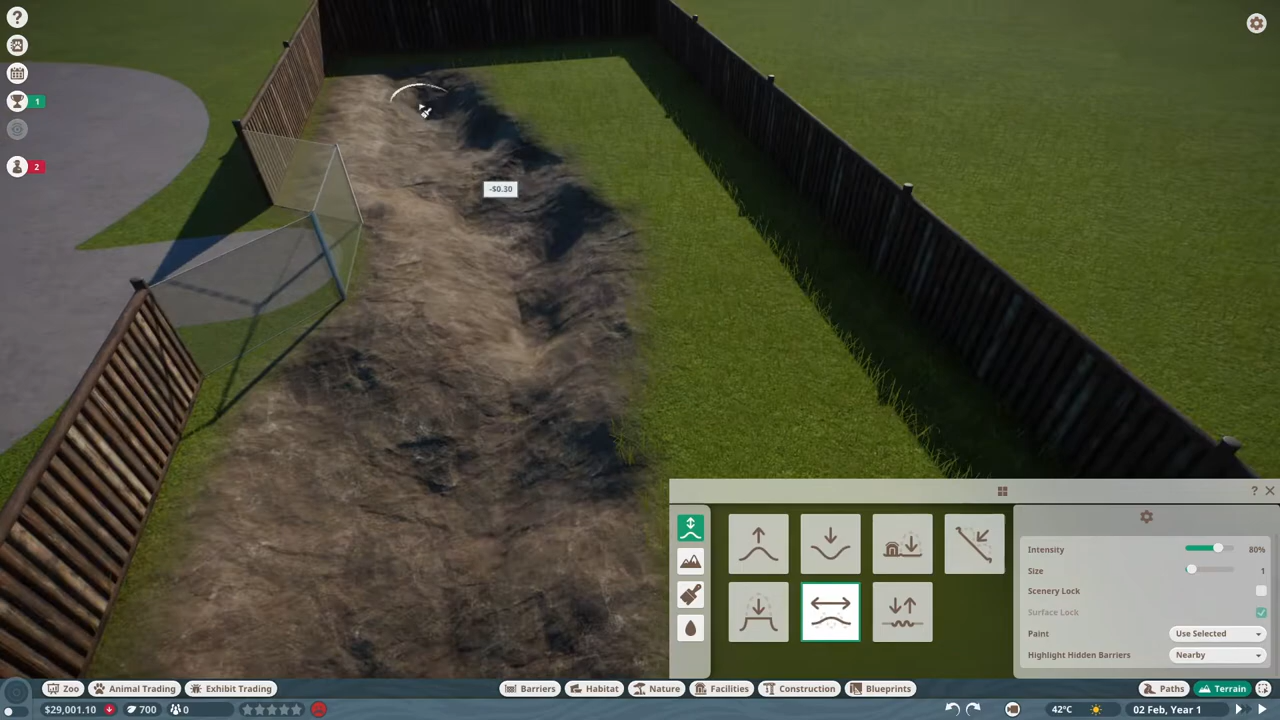 ?
1
2
-$0.30
?
Intensity 80%
Size 1
Scenery Lock
Surface Lock
Paint Use Selected
Highlight Hidden Barriers Nearby
Zoo Animal Trading Exhibit Trading Barriers Habitat Nature Facilities Construction Blueprints Paths Terrain
$29,001.10 700 0 42°C 02 Feb, Year 1